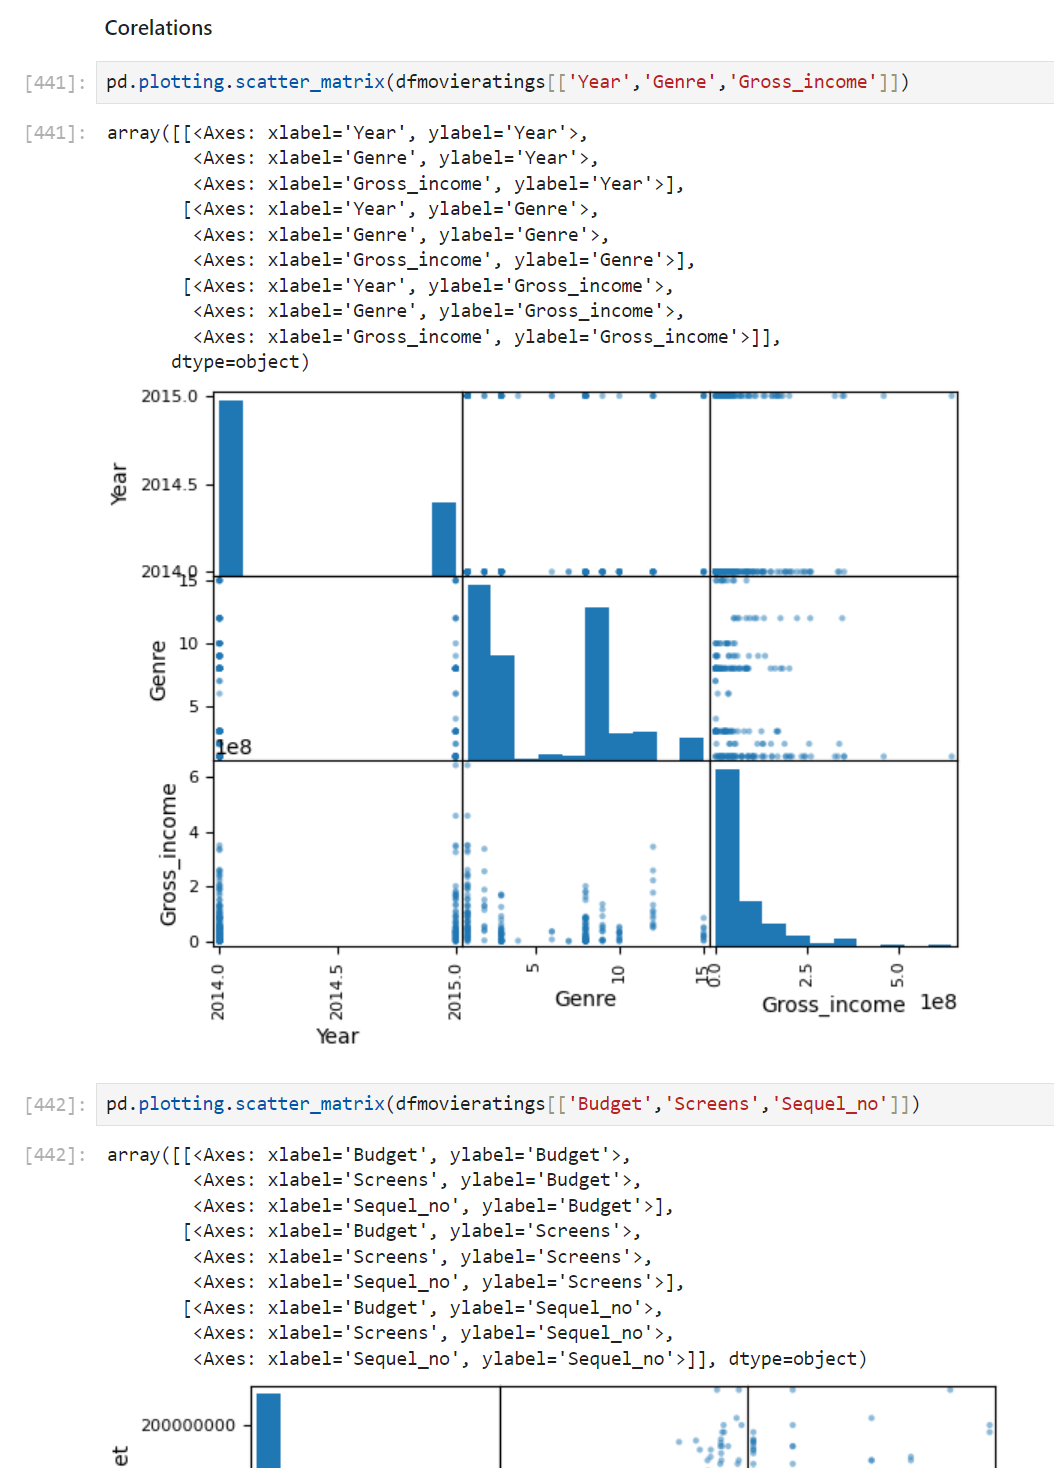 Corelations
[441]: pd.plotting.scatter_matrix(dfmovieratings[['Year','Genre','Gross_income']])
[441]: array([[<Axes: xlabel='Year', ylabel='Year'>,
<Axes: xlabel='Genre', ylabel='Year'>,
<Axes: xlabel='Gross_income', ylabel='Year'>],
[<Axes: xlabel='Year', ylabel='Genre'>,
<Axes: xlabel='Genre', ylabel='Genre'>,
<Axes: xlabel='Gross_income', ylabel='Genre'>],
[<Axes: xlabel='Year', ylabel='Gross_income'>,
<Axes: xlabel='Genre', ylabel='Gross_income'>,
<Axes: xlabel='Gross_income', ylabel='Gross_income'>]],
dtype=object)
2015.0
Year
2014.5
2014.0
15
Genre
10
5
1e8
Gross_income
6
4
2
0
2014.0 2014.5 2015.0 5 10 15 0.0 2.5 5.0
Year Genre Gross_income 1e8
[442]: pd.plotting.scatter_matrix(dfmovieratings[['Budget','Screens','Sequel_no']])
[442]: array([[<Axes: xlabel='Budget', ylabel='Budget'>,
<Axes: xlabel='Screens', ylabel='Budget'>,
<Axes: xlabel='Sequel_no', ylabel='Budget'>],
[<Axes: xlabel='Budget', ylabel='Screens'>,
<Axes: xlabel='Screens', ylabel='Screens'>,
<Axes: xlabel='Sequel_no', ylabel='Screens'>],
[<Axes: xlabel='Budget', ylabel='Sequel_no'>,
<Axes: xlabel='Screens', ylabel='Sequel_no'>,
<Axes: xlabel='Sequel_no', ylabel='Sequel_no'>]], dtype=object)
200000000
et